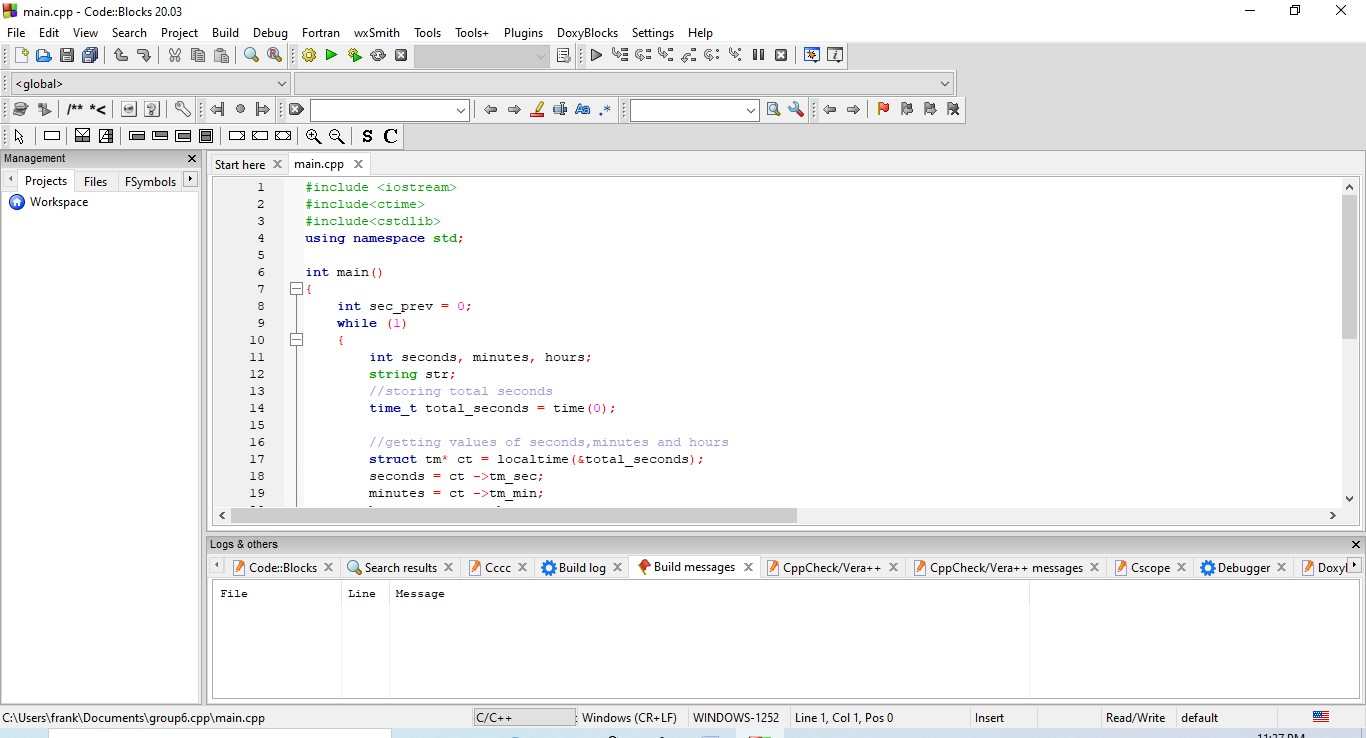 main.cpp - Code::Blocks 20.03
File Edit View Search Project Build Debug Fortran wxSmith Tools Tools+ Plugins DoxyBlocks Settings Help
<global>
/** *<
Aa .*
S C
Management
Projects Files FSymbols
Workspace
Start here main.cpp
1 #include <iostream>
2 #include<ctime>
3 #include<cstdlib>
4 using namespace std;
5
6 int main()
7 {
8 int sec_prev = 0;
9 while (1)
10 {
11 int seconds, minutes, hours;
12 string str;
13 //storing total seconds
14 time_t total_seconds = time(0);
15
16 //getting values of seconds,minutes and hours
17 struct tm* ct = localtime(&total_seconds);
18 seconds = ct ->tm_sec;
19 minutes = ct ->tm_min;
Logs & others
Code::Blocks Search results Cccc Build log Build messages CppCheck/Vera++ CppCheck/Vera++ messages Cscope Debugger Doxyl
File Line Message
C:\Users\frank\Documents\group6.cpp\main.cpp C/C++ Windows (CR+LF) WINDOWS-1252 Line 1, Col 1, Pos 0 Insert Read/Write default
11:37 PM